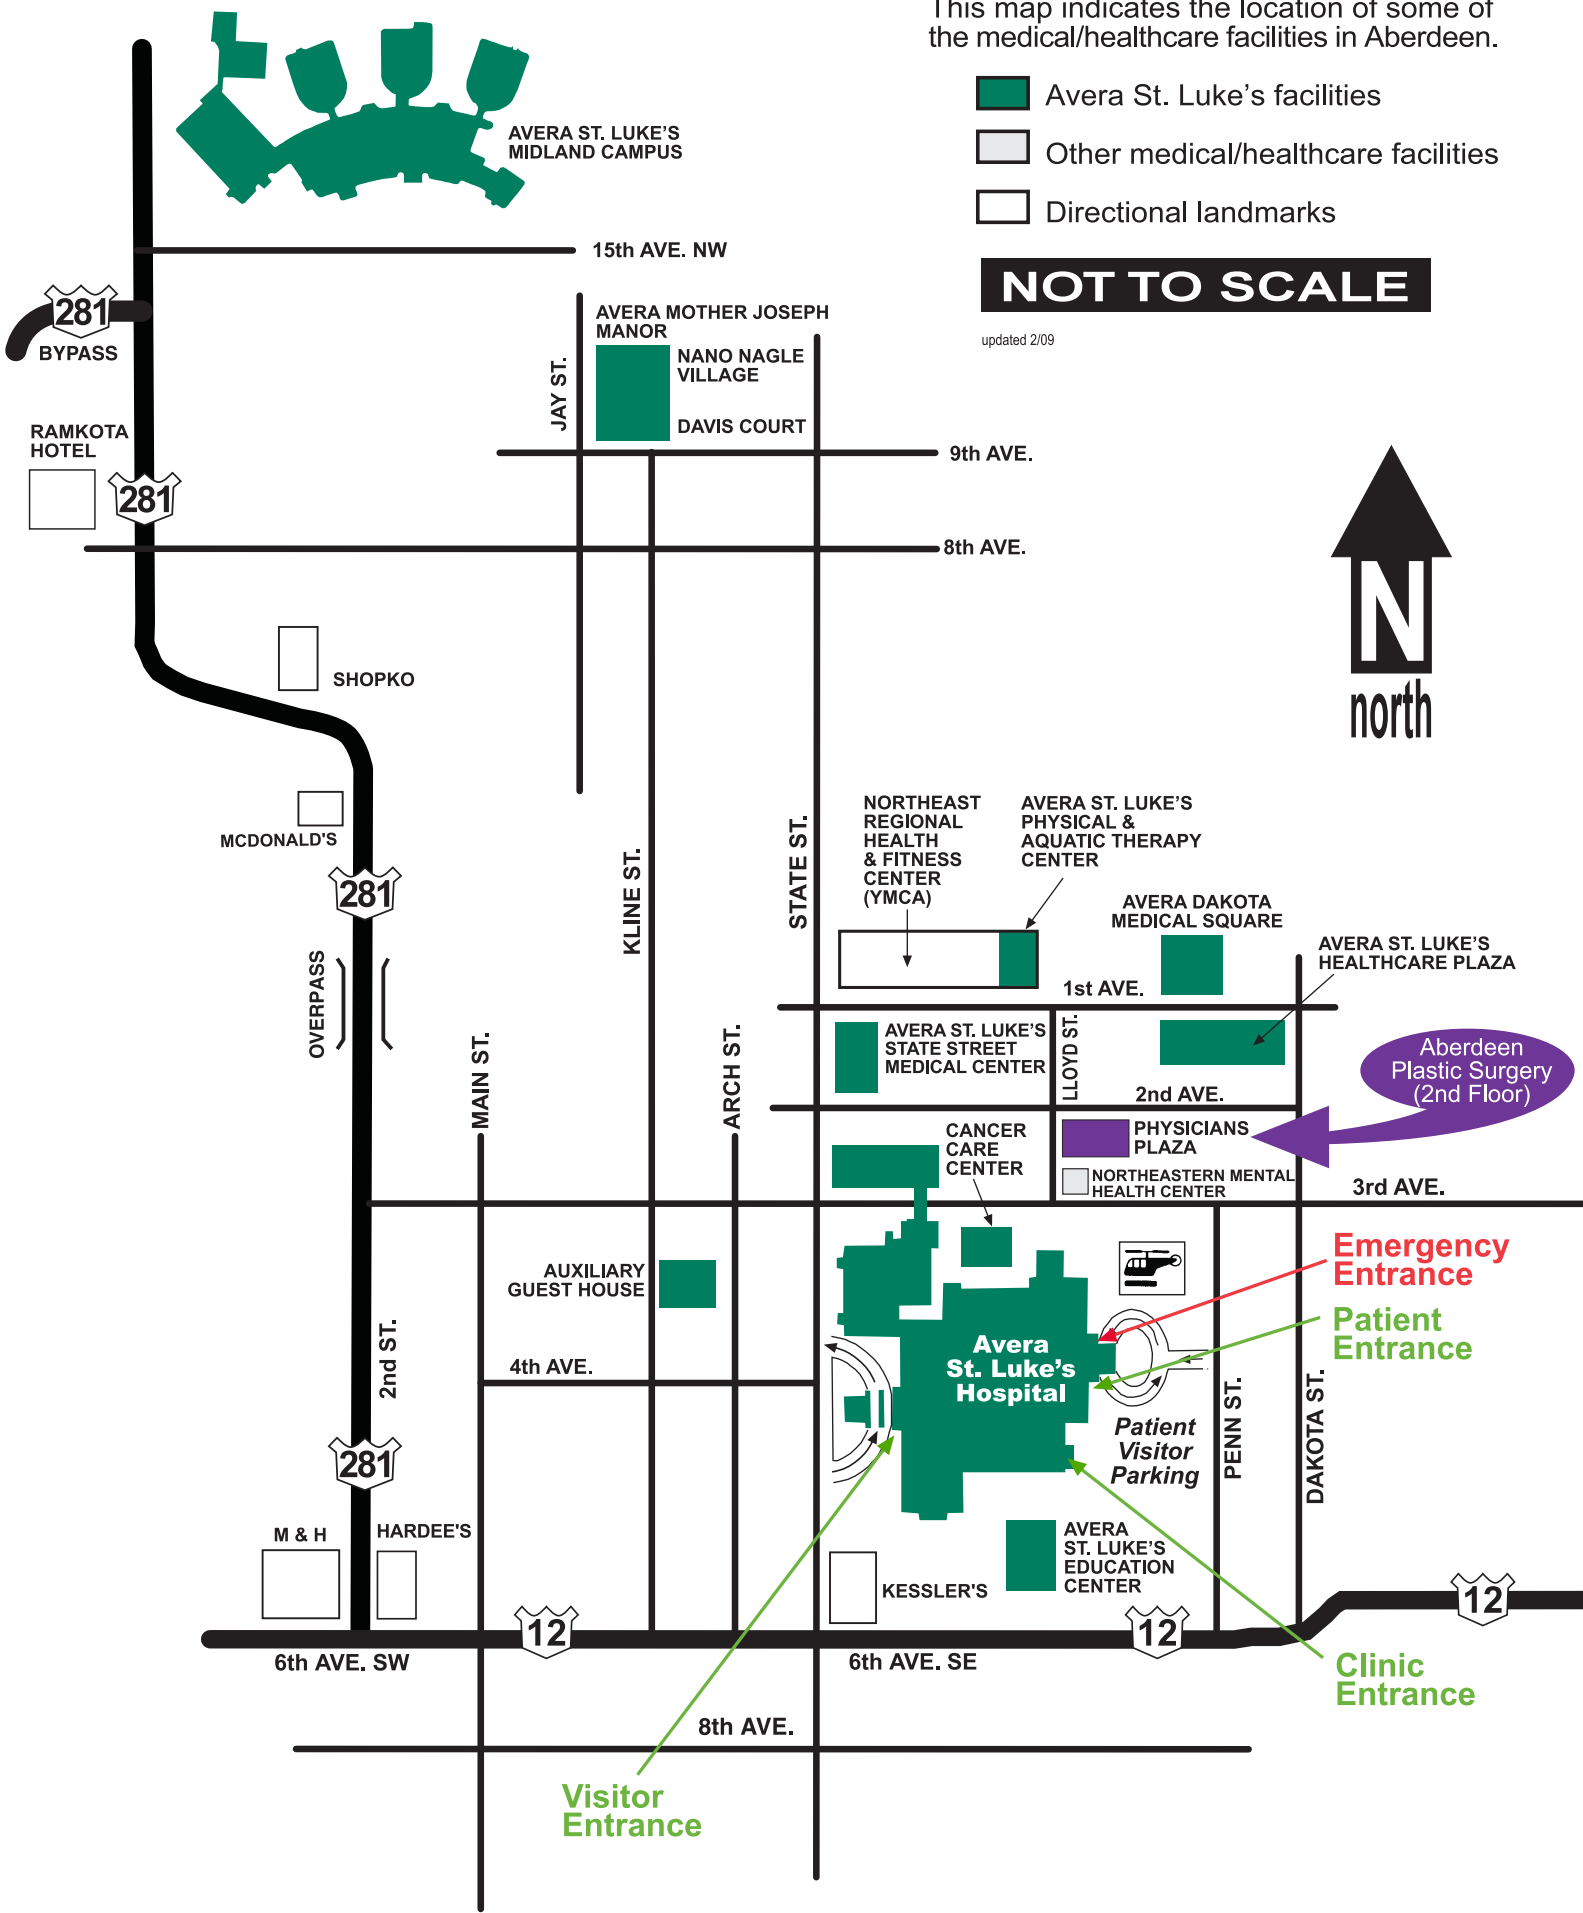 This map indicates the location of some of
the medical/healthcare facilities in Aberdeen.
Avera St. Luke's facilities
Other medical/healthcare facilities
Directional landmarks
NOT TO SCALE
updated 2/09
AVERA ST. LUKE'S
MIDLAND CAMPUS
15th AVE. NW
281
BYPASS
AVERA MOTHER JOSEPH
MANOR
NANO NAGLE
VILLAGE
DAVIS COURT
JAY ST.
RAMKOTA
HOTEL
9th AVE.
281
8th AVE.
N
north
SHOPKO
MCDONALD'S
281
OVERPASS
KLINE ST.
STATE ST.
NORTHEAST
REGIONAL
HEALTH
& FITNESS
CENTER
(YMCA)
AVERA ST. LUKE'S
PHYSICAL &
AQUATIC THERAPY
CENTER
AVERA DAKOTA
MEDICAL SQUARE
AVERA ST. LUKE'S
HEALTHCARE PLAZA
1st AVE.
MAIN ST.
ARCH ST.
AVERA ST. LUKE'S
STATE STREET
MEDICAL CENTER
LLOYD ST.
Aberdeen
Plastic Surgery
(2nd Floor)
2nd AVE.
CANCER
CARE
CENTER
PHYSICIANS
PLAZA
NORTHEASTERN MENTAL
HEALTH CENTER
3rd AVE.
Emergency
Entrance
AUXILIARY
GUEST HOUSE
Patient
Entrance
2nd ST.
4th AVE.
Avera
St. Luke's
Hospital
Patient
Visitor
Parking
PENN ST.
DAKOTA ST.
281
M & H
HARDEE'S
KESSLER'S
AVERA
ST. LUKE'S
EDUCATION
CENTER
12
12
12
6th AVE. SW
6th AVE. SE
Clinic
Entrance
8th AVE.
Visitor
Entrance